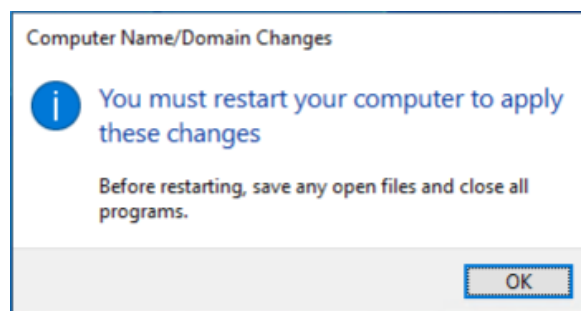 Computer Name/Domain Changes
You must restart your computer to apply
these changes
Before restarting, save any open files and close all
programs.
OK